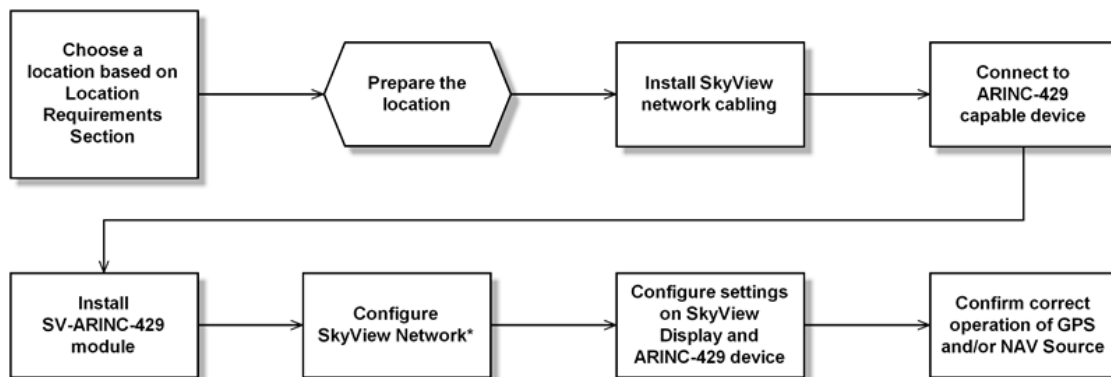 Choose a
location based on
Location
Requirements
Section
Prepare the
location
Install SkyView
network cabling
Connect to
ARINC-429
capable device
Install
SV-ARINC-429
module
Configure
SkyView Network*
Configure settings
on SkyView
Display and
ARINC-429 device
Confirm correct
operation of GPS
and/or NAV Source